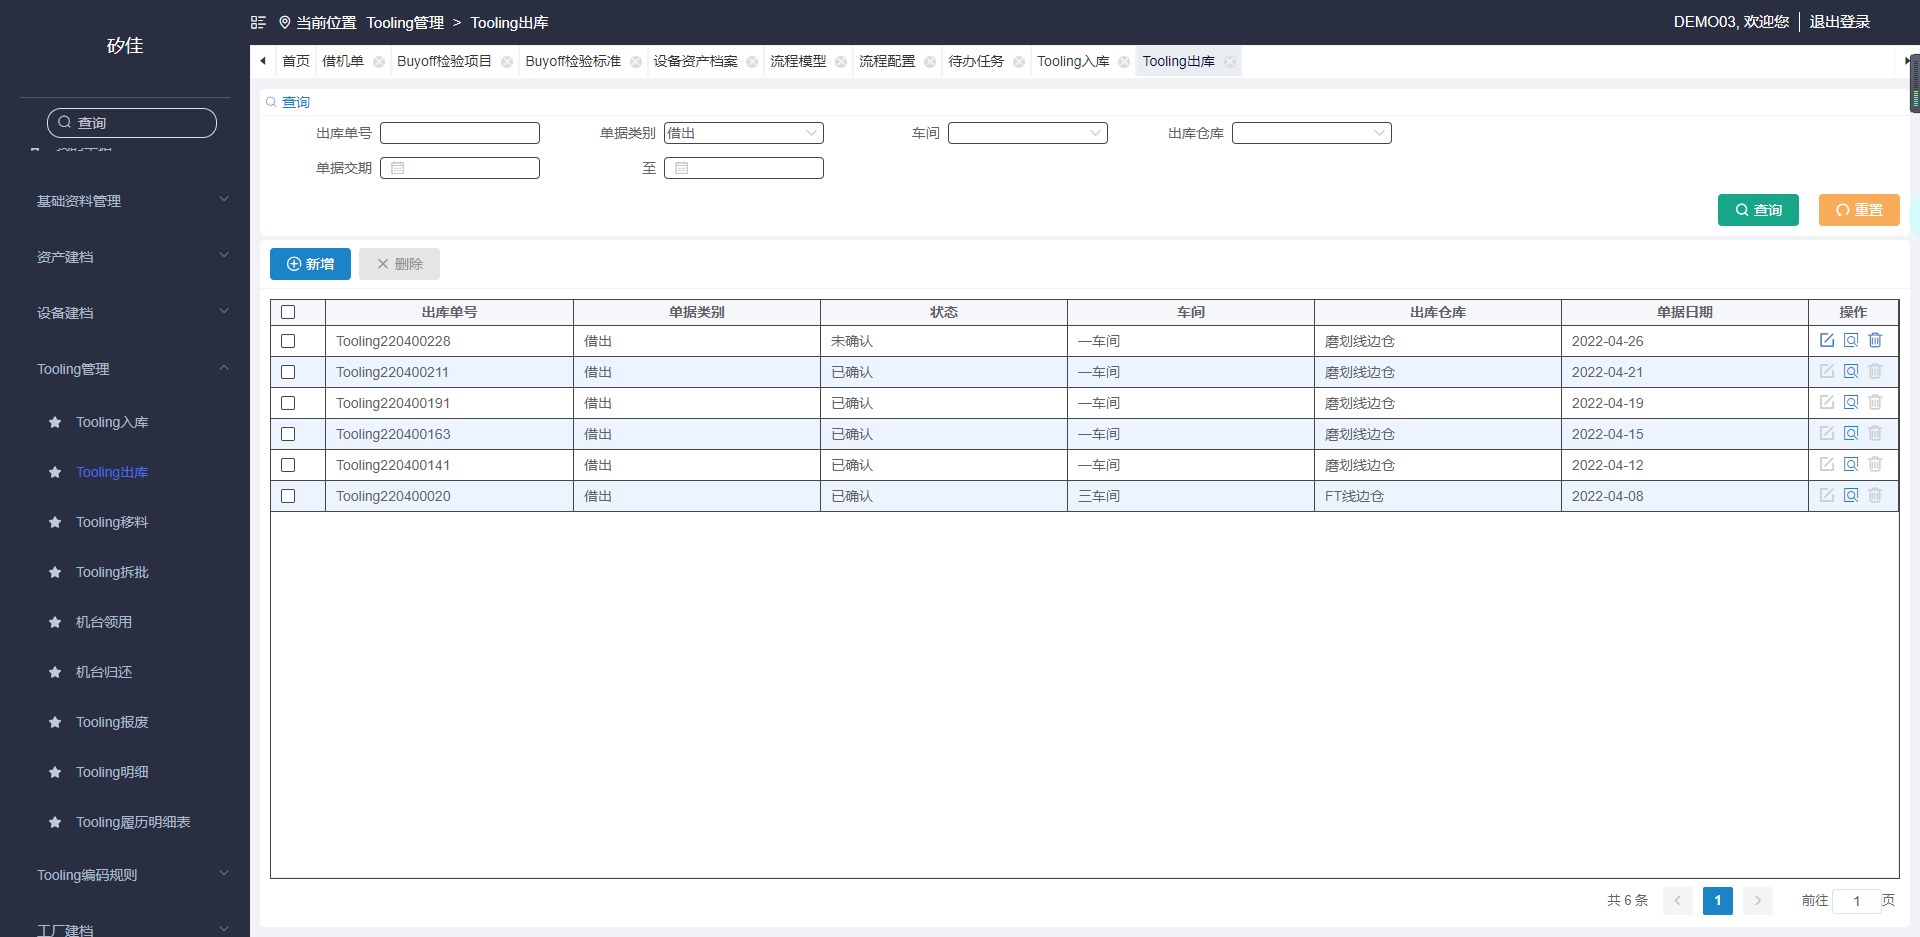 矽佳
查询
基础资料管理
资产建档
设备建档
Tooling管理
Tooling入库
Tooling出库
Tooling移料
Tooling拆批
机台领用
机台归还
Tooling报废
Tooling明细
Tooling履历明细表
Tooling编码规则
工厂建档
当前位置 Tooling管理 > Tooling出库
DEMO03, 欢迎您 退出登录
首页 借机单 Buyoff检验项目 Buyoff检验标准 设备资产档案 流程模型 流程配置 待办任务 Tooling入库 Tooling出库
查询
出库单号 单据类别 借出 车间 出库仓库
单据交期 至
查询 重置
新增 删除
出库单号 单据类别 状态 车间 出库仓库 单据日期 操作
Tooling220400228 借出 未确认 一车间 磨划线边仓 2022-04-26
Tooling220400211 借出 已确认 一车间 磨划线边仓 2022-04-21
Tooling220400191 借出 已确认 一车间 磨划线边仓 2022-04-19
Tooling220400163 借出 已确认 一车间 磨划线边仓 2022-04-15
Tooling220400141 借出 已确认 一车间 磨划线边仓 2022-04-12
Tooling220400020 借出 已确认 三车间 FT线边仓 2022-04-08
共 6 条 1 前往 1 页